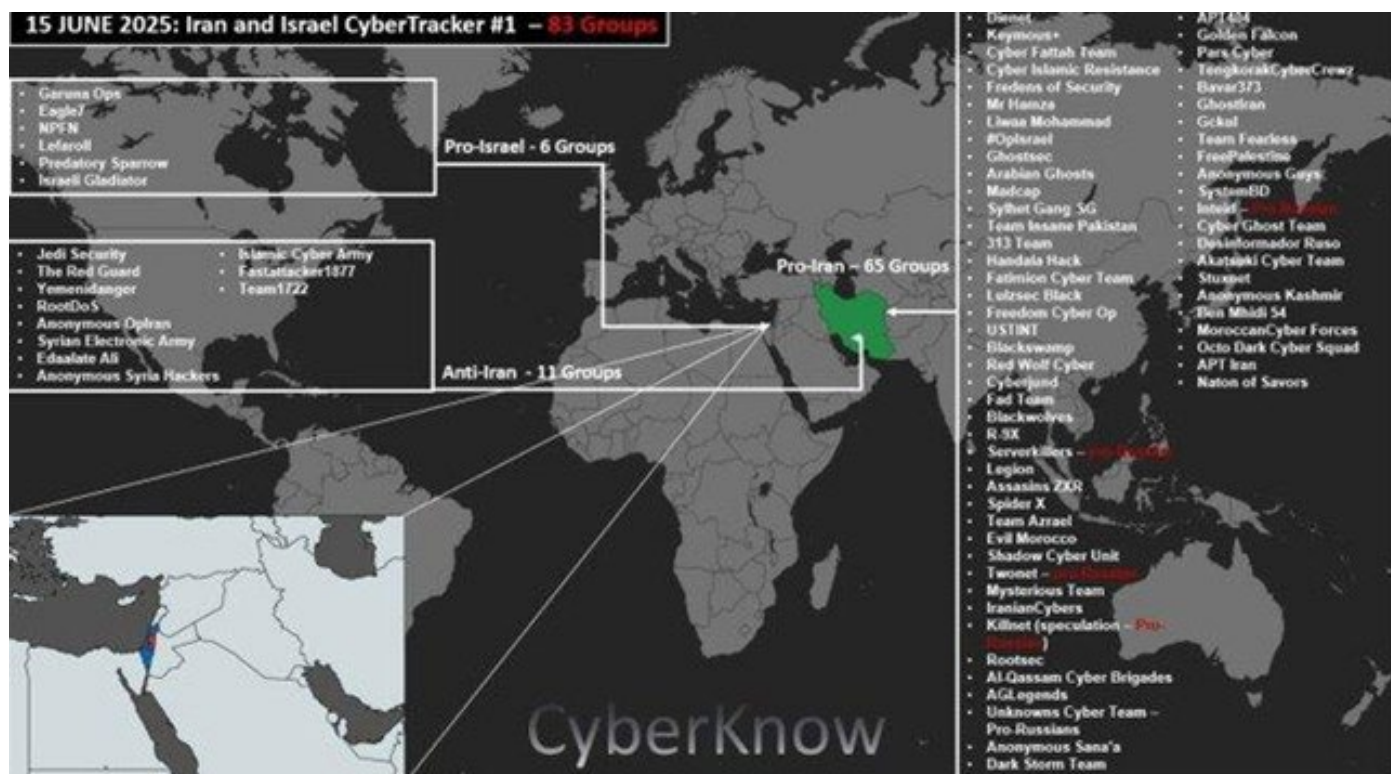 15 JUNE 2025: Iran and Israel CyberTracker #1 – 83 Groups
Garuna Ops
Eagle7
NPFN
Lefaroll
Predatory Sparrow
Israeli Gladiator
Pro-Israel - 6 Groups
Jedi Security
The Red Guard
Yemenidanger
RootDoS
Anonymous OpIran
Syrian Electronic Army
Edaalate Ali
Anonymous Syria Hackers
Islamic Cyber Army
Fastattacker1877
Team1722
Anti-Iran - 11 Groups
Pro-Iran – 65 Groups
Dienet
Keymous+
Cyber Fattah Team
Cyber Islamic Resistance
Fredens of Security
Mr Hamza
Liwaa Mohammad
#OpIsrael
Ghostsec
Arabian Ghosts
Madcap
Sylhet Gang SG
Team Insane Pakistan
313 Team
Handala Hack
Fatimion Cyber Team
Lulzsec Black
Freedom Cyber Op
USTINT
Blackswamp
Red Wolf Cyber
Cyberjund
Fad Team
Blackwolves
R-9X
Serverkillers – pro-Russian
Legion
Assasins ZXR
Spider X
Team Azrael
Evil Morocco
Shadow Cyber Unit
Twonet – pro-Russian
Mysterious Team
IranianCybers
Killnet (speculation – Pro-
Russian)
Rootsec
Al-Qassam Cyber Brigades
AGLegends
Unknowns Cyber Team –
Pro-Russians
Anonymous Sana'a
Dark Storm Team
APT404
Golden Falcon
Pars Cyber
TengkorakCyberCrewz
Bavar373
GhostIran
Gckol
Team Fearless
FreePalestine
Anonymous Guys
SystemBD
Inteid – Pro-Russian
Cyber Ghost Team
Desinformador Ruso
Akatsuki Cyber Team
Stuxnet
Anonymous Kashmir
Ben Mhidi 54
MoroccanCyber Forces
Octo Dark Cyber Squad
APT Iran
Naton of Savors
CyberKnow